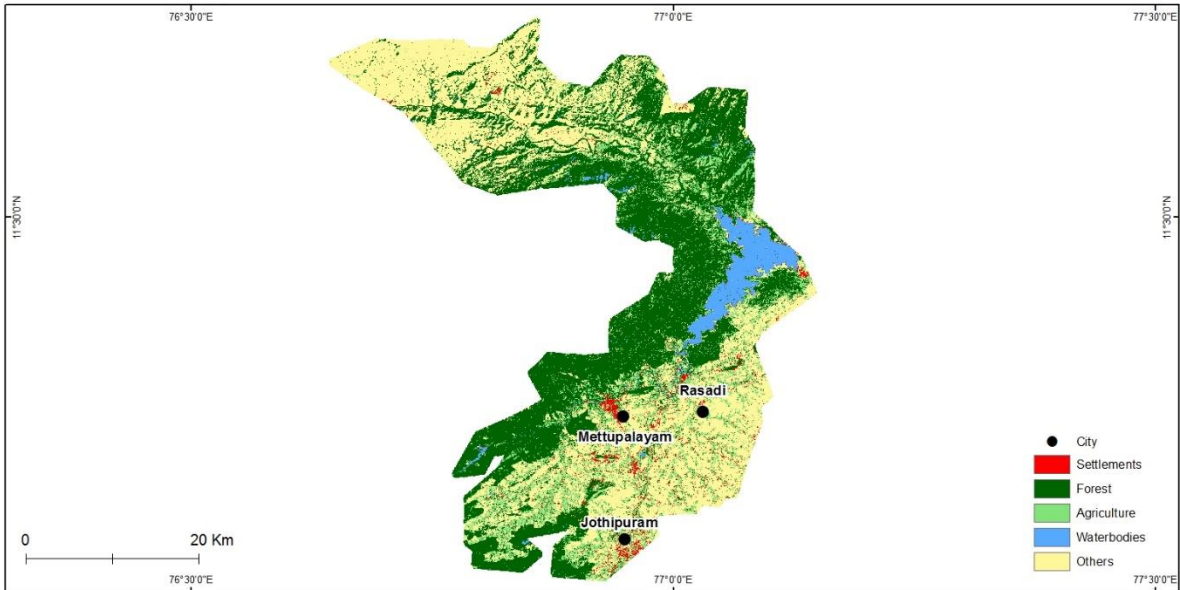 76°30'0"E
77°0'0"E
77°30'0"E
11°30'0"N
11°30'0"N
Rasadi
Mettupalayam
Jothipuram
City
Settlements
Forest
Agriculture
Waterbodies
Others
0
20 Km
76°30'0"E
77°0'0"E
77°30'0"E